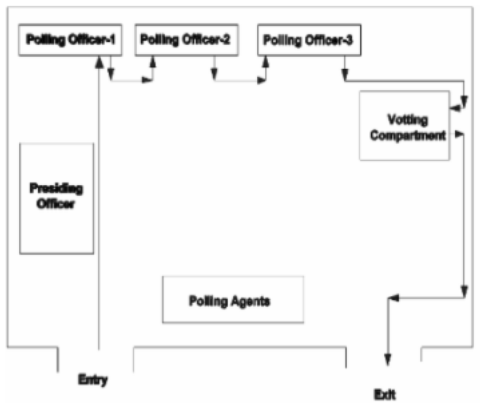 Polling Officer-1
Polling Officer-2
Polling Officer-3
Votting
Compartment
Presiding
Officer
Polling Agents
Entry
Exit